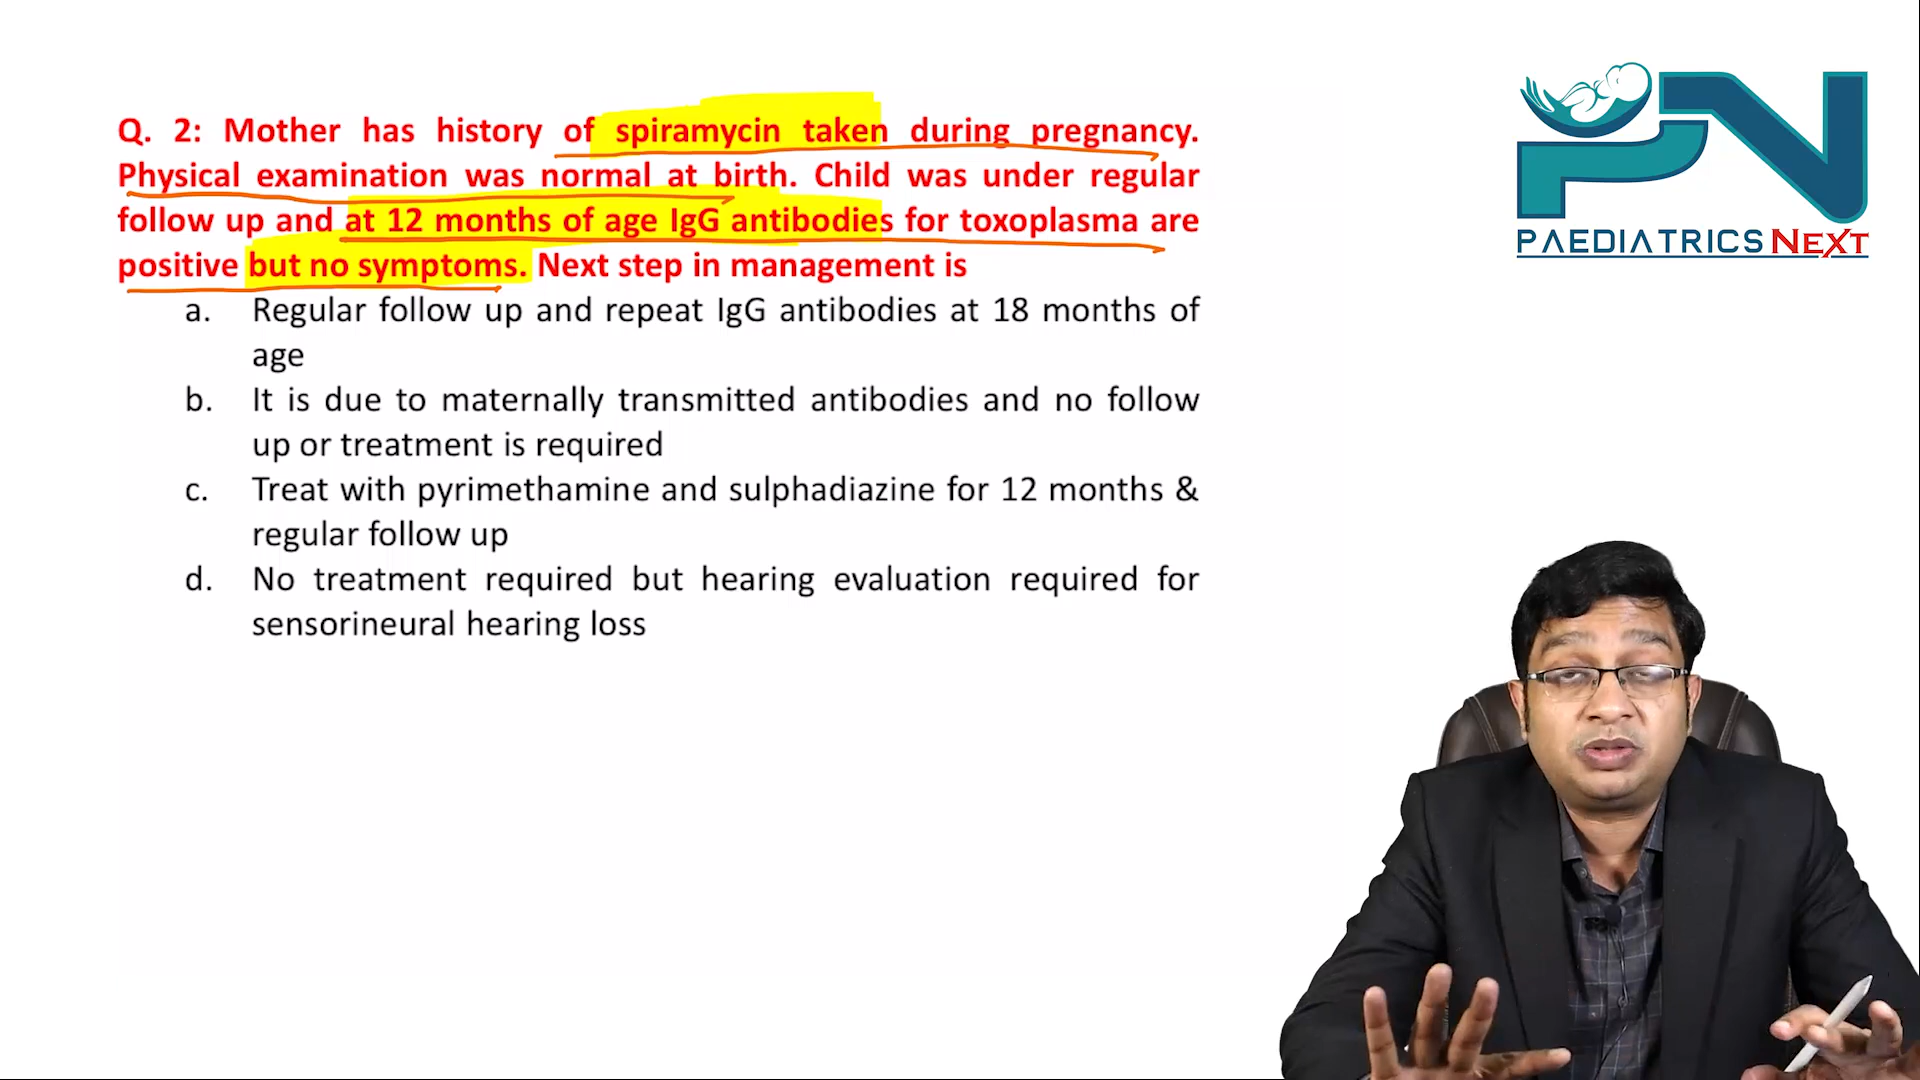 Q. 2: Mother has history of spiramycin taken during pregnancy.
Physical examination was normal at birth. Child was under regular
follow up and at 12 months of age IgG antibodies for toxoplasma are
positive but no symptoms. Next step in management is
a. Regular follow up and repeat IgG antibodies at 18 months of
age
b. It is due to maternally transmitted antibodies and no follow
up or treatment is required
c. Treat with pyrimethamine and sulphadiazine for 12 months &
regular follow up
d. No treatment required but hearing evaluation required for
sensorineural hearing loss
PN
PAEDIATRICS NEXT